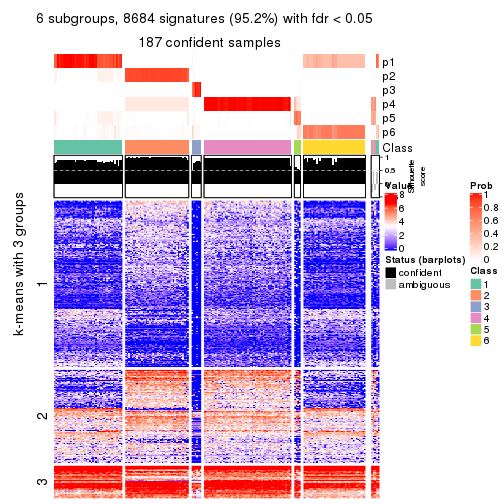 6 subgroups, 8684 signatures (95.2%) with fdr < 0.05
187 confident samples
p1
p2
p3
p4
p5
p6
Class
1
0.5
0
Silhouette
score
k-means with 3 groups
1
2
3
Value
8
6
4
2
0
Status (barplots)
confident
ambiguous
Prob
1
0.8
0.6
0.4
0.2
0
Class
1
2
3
4
5
6